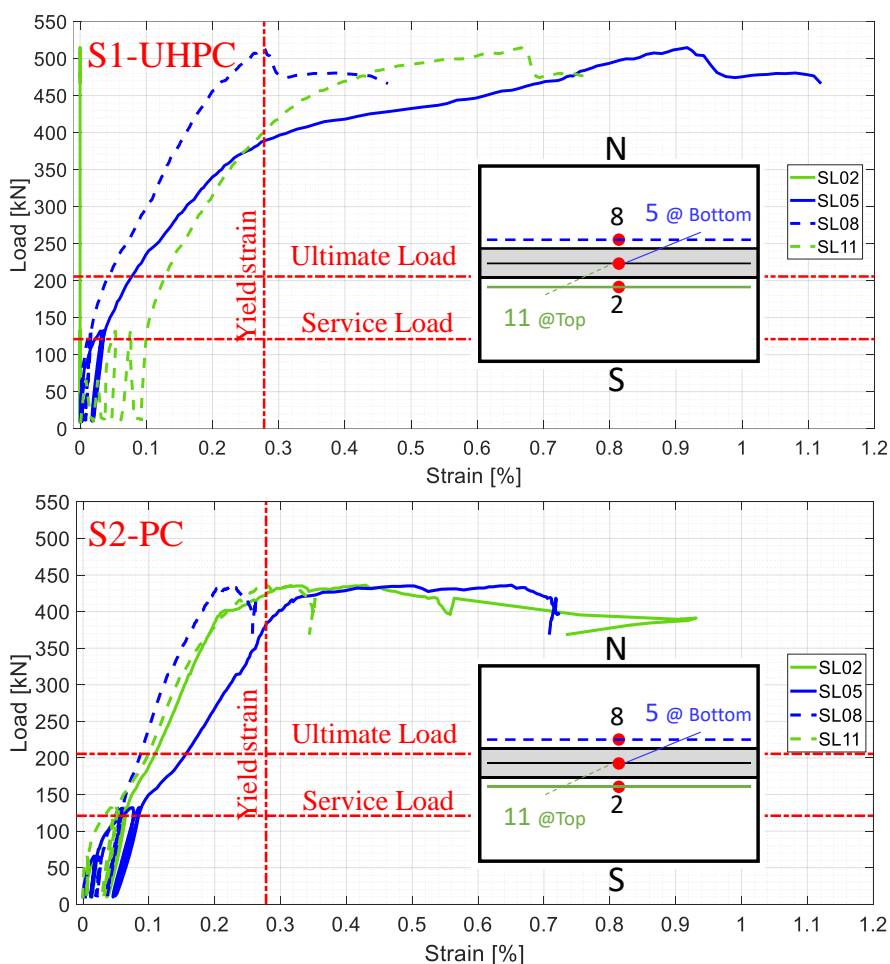 S1-UHPC
Load [kN]
550
500
450
400
350
300
250
200
150
100
50
0
Yield strain
Ultimate Load
Service Load
N
8
5 @ Bottom
11 @Top
2
S
SL02
SL05
SL08
SL11
0 0.1 0.2 0.3 0.4 0.5 0.6 0.7 0.8 0.9 1 1.1 1.2
Strain [%]
S2-PC
Load [kN]
550
500
450
400
350
300
250
200
150
100
50
0
Yield strain
Ultimate Load
Service Load
N
8
5 @ Bottom
11 @Top
2
S
SL02
SL05
SL08
SL11
0 0.1 0.2 0.3 0.4 0.5 0.6 0.7 0.8 0.9 1 1.1 1.2
Strain [%]